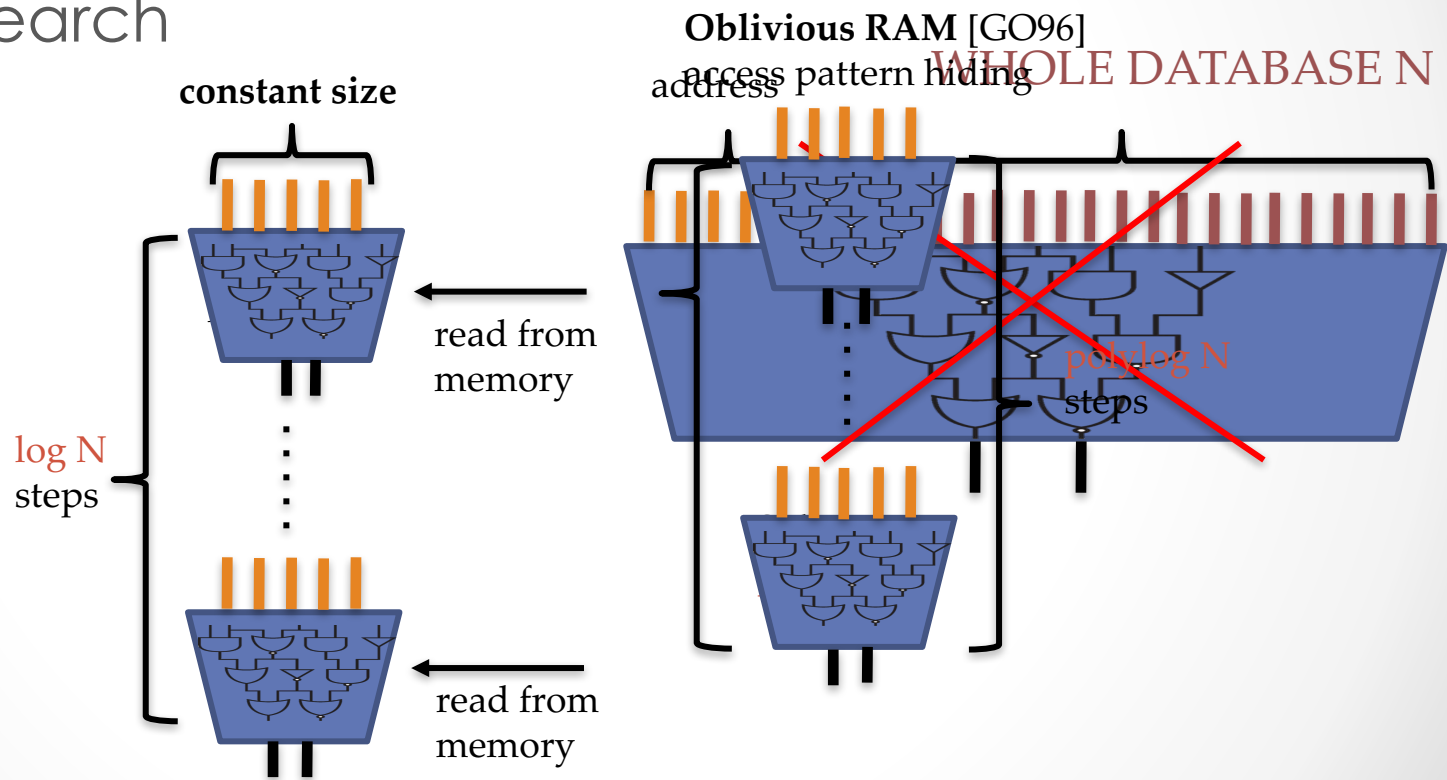 earch
Oblivious RAM [GO96]
access pattern hiding
address
WHOLE DATABASE N
constant size
read from
memory
log N
steps
polylog N
steps
read from
memory